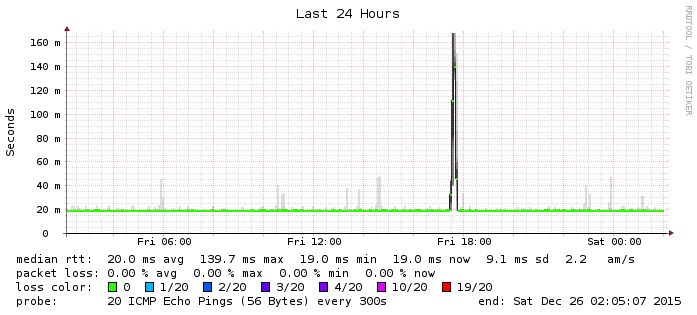 Last 24 Hours
RRDTOOL / TOBI OETIKER
Seconds
160 m
140 m
120 m
100 m
80 m
60 m
40 m
20 m
0
Fri 06:00 Fri 12:00 Fri 18:00 Sat 00:00
median rtt: 20.0 ms avg 139.7 ms max 19.0 ms min 19.0 ms now 9.1 ms sd 2.2 am/s
packet loss: 0.00 % avg 0.00 % max 0.00 % min 0.00 % now
loss color: 0 1/20 2/20 3/20 4/20 10/20 19/20
probe: 20 ICMP Echo Pings (56 Bytes) every 300s end: Sat Dec 26 02:05:07 2015